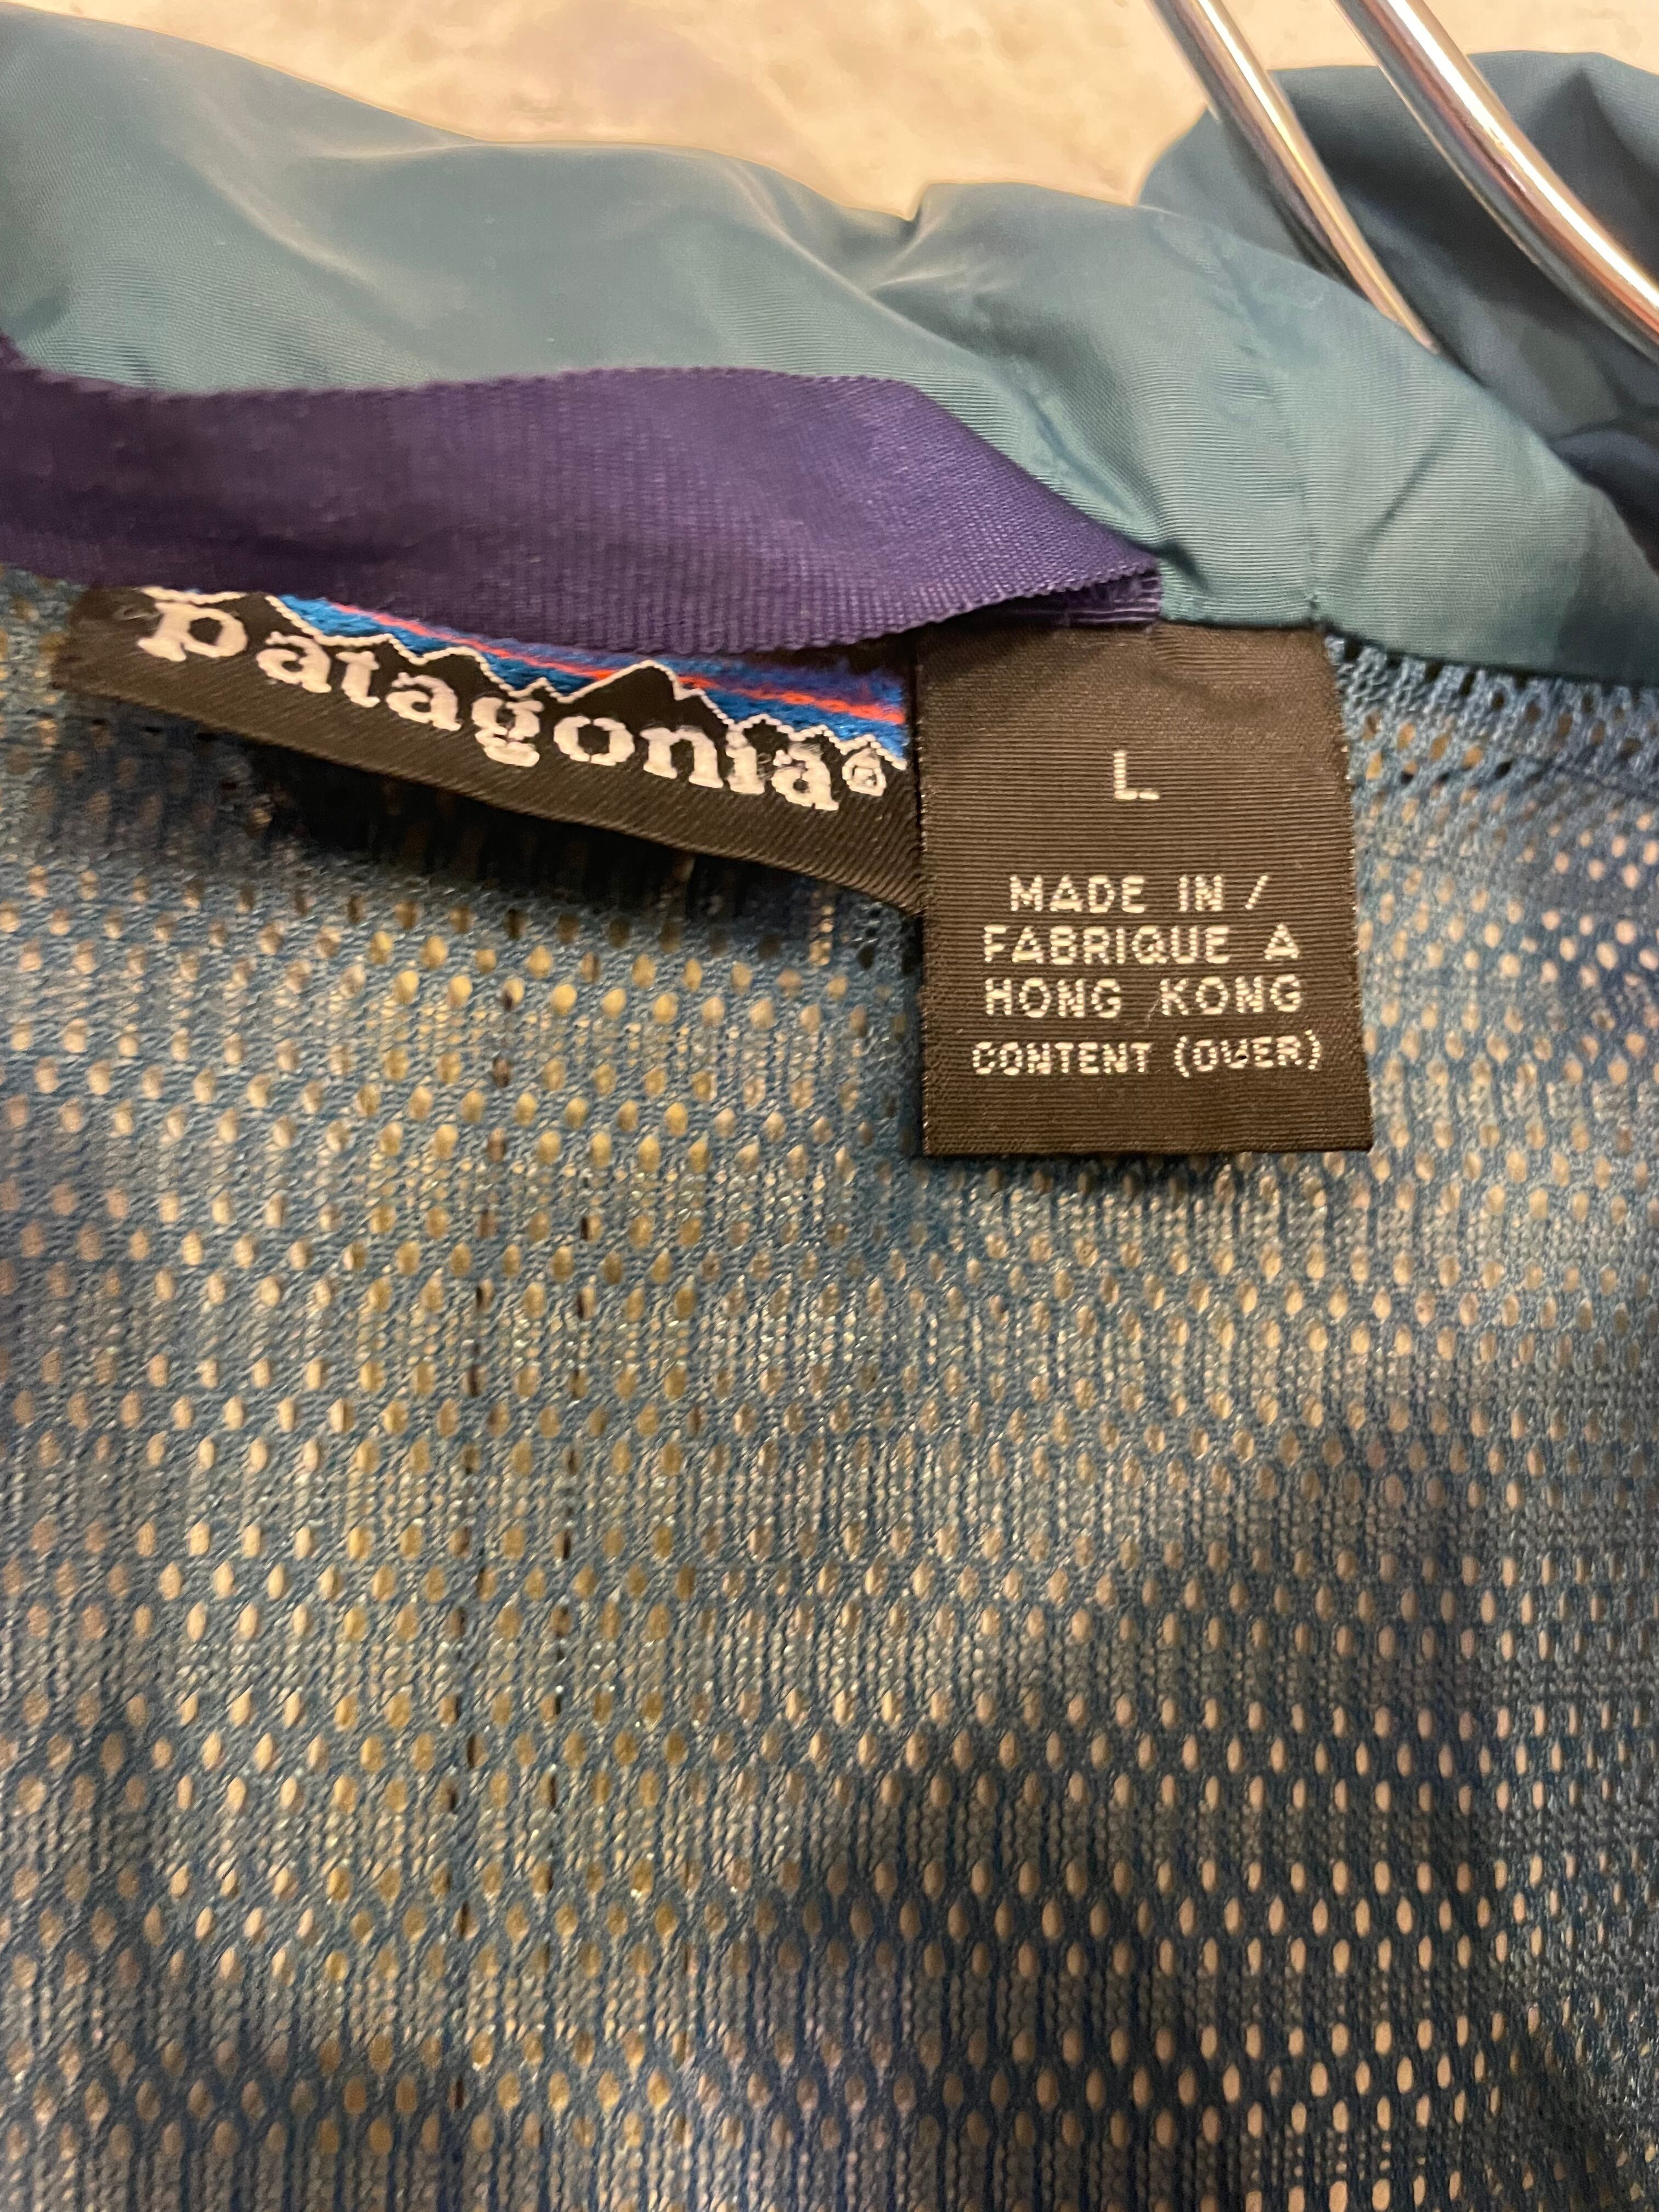 patagonia®
L
MADE IN /
FABRIQUE A
HONG KONG
CONTENT (OVER)